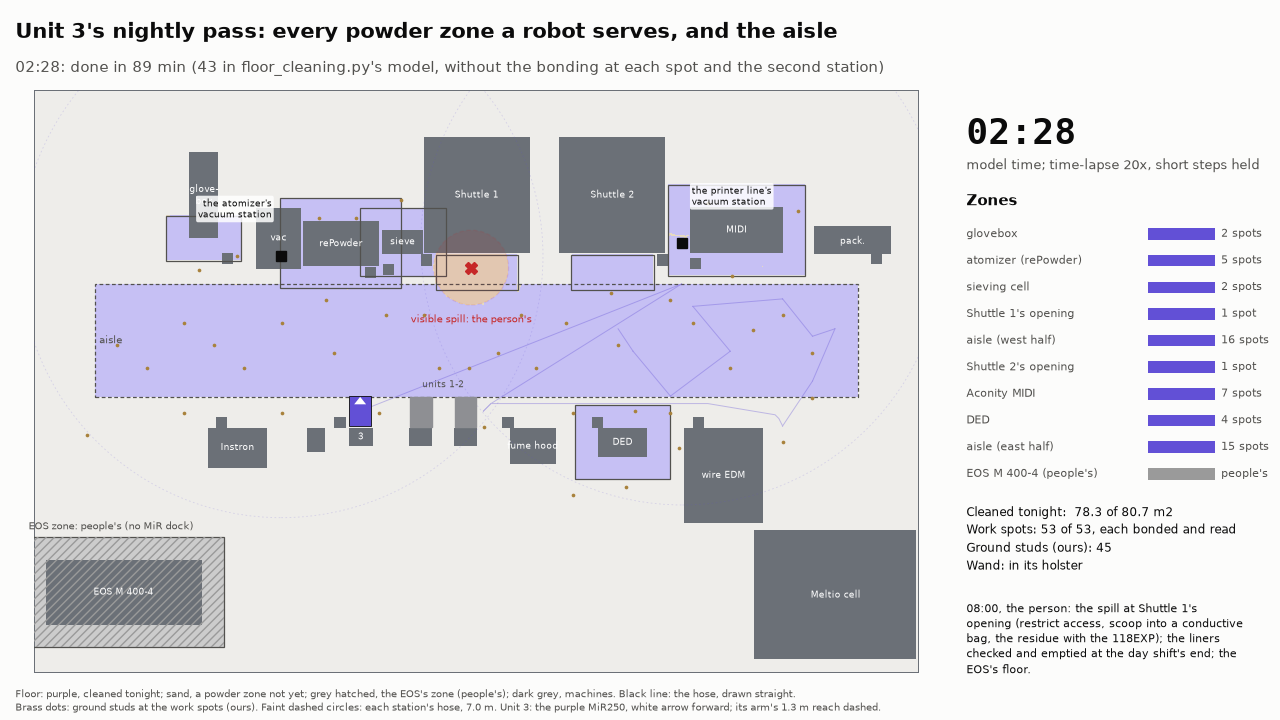 Unit 3's nightly pass: every powder zone a robot serves, and the aisle
02:28: done in 89 min (43 in floor_cleaning.py's model, without the bonding at each spot and the second station)
glove-
the atomizer's
vacuum station
vac
rePowder
sieve
Shuttle 1
Shuttle 2
the printer line's
vacuum station
MIDI
pack.
visible spill: the person's
aisle
units 1-2
3
Instron
fume hood
DED
wire EDM
EOS zone: people's (no MiR dock)
EOS M 400-4
Meltio cell
02:28
model time; time-lapse 20x, short steps held
Zones
glovebox 2 spots
atomizer (rePowder) 5 spots
sieving cell 2 spots
Shuttle 1's opening 1 spot
aisle (west half) 16 spots
Shuttle 2's opening 1 spot
Aconity MIDI 7 spots
DED 4 spots
aisle (east half) 15 spots
EOS M 400-4 (people's) people's
Cleaned tonight:  78.3 of 80.7 m2
Work spots: 53 of 53, each bonded and read
Ground studs (ours): 45
Wand: in its holster
08:00, the person: the spill at Shuttle 1's
opening (restrict access, scoop into a conductive
bag, the residue with the 118EXP); the liners
checked and emptied at the day shift's end; the
EOS's floor.
Floor: purple, cleaned tonight; sand, a powder zone not yet; grey hatched, the EOS's zone (people's); dark grey, machines. Black line: the hose, drawn straight.
Brass dots: ground studs at the work spots (ours). Faint dashed circles: each station's hose, 7.0 m. Unit 3: the purple MiR250, white arrow forward; its arm's 1.3 m reach dashed.